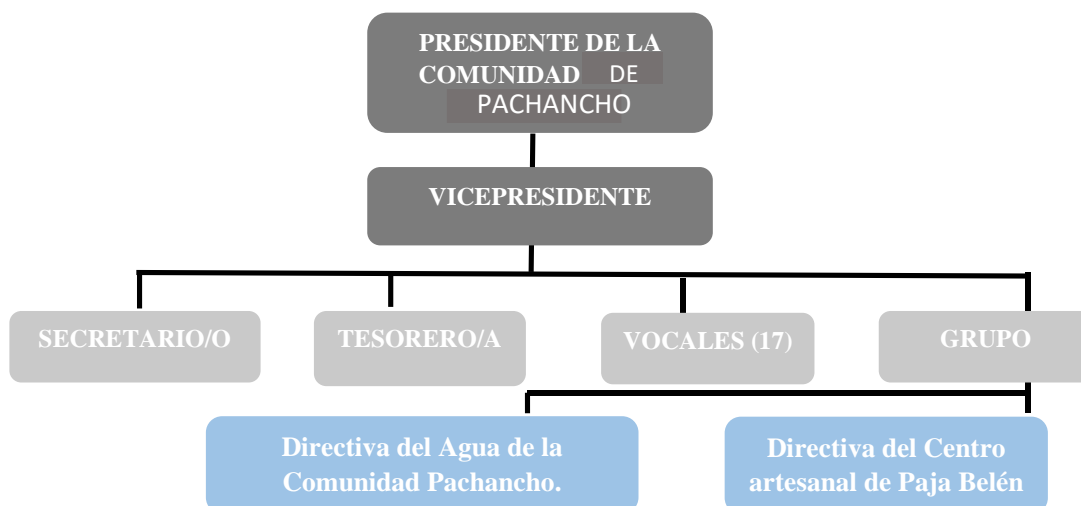 PRESIDENTE DE LA
COMUNIDAD DE
PACHANCHO
VICEPRESIDENTE
SECRETARIO/O
TESORERO/A
VOCALES (17)
GRUPO
Directiva del Agua de la
Comunidad Pachancho.
Directiva del Centro
artesanal de Paja Belén